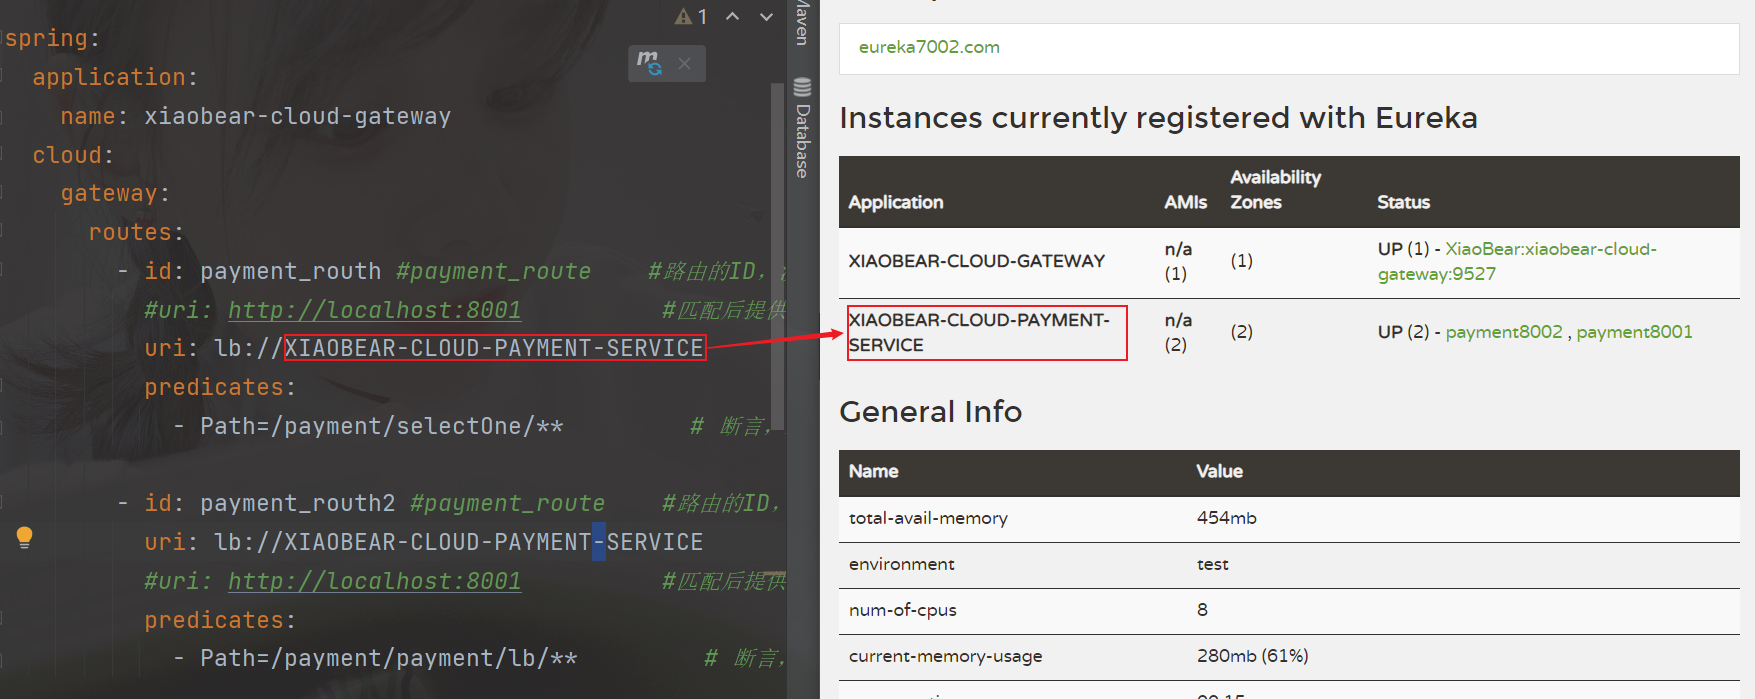 1
spring:
application:
name: xiaobear-cloud-gateway
cloud:
gateway:
routes:
- id: payment_routh #payment_route #路由的ID，
#uri: http://localhost:8001 #匹配后提供
uri: lb://XIAOBEAR-CLOUD-PAYMENT-SERVICE
predicates:
- Path=/payment/selectOne/** # 断言，
- id: payment_routh2 #payment_route #路由的ID，
uri: lb://XIAOBEAR-CLOUD-PAYMENT-SERVICE
#uri: http://localhost:8001 #匹配后提供
predicates:
- Path=/payment/payment/lb/** # 断言，
Maven
Database
eureka7002.com
Instances currently registered with Eureka
Application AMIs Availability Zones Status
XIAOBEAR-CLOUD-GATEWAY n/a (1) (1) UP (1) - XiaoBear:xiaobear-cloud-
gateway:9527
XIAOBEAR-CLOUD-PAYMENT-
SERVICE n/a (2) (2) UP (2) - payment8002 , payment8001
General Info
Name Value
total-avail-memory 454mb
environment test
num-of-cpus 8
current-memory-usage 280mb (61%)